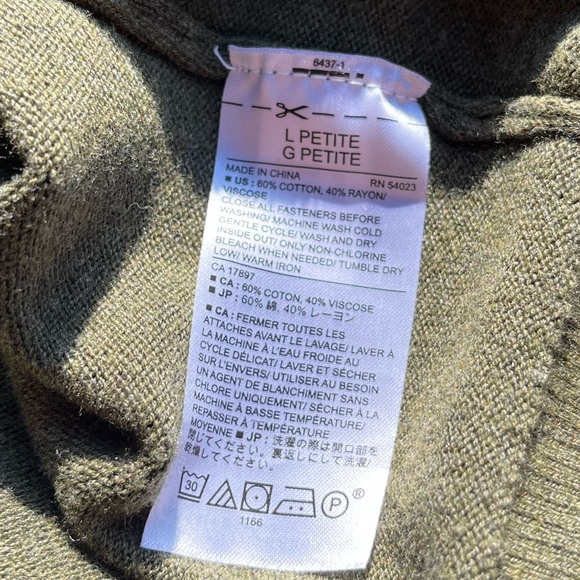 6437-1
L PETITE
G PETITE
MADE IN CHINA RN 54023
■ US : 60% COTTON, 40% RAYON/
VISCOSE
CLOSE ALL FASTENERS BEFORE
WASHING/ MACHINE WASH COLD
GENTLE CYCLE/ WASH AND DRY
INSIDE OUT/ ONLY NON-CHLORINE
BLEACH WHEN NEEDED/ TUMBLE DRY
LOW/ WARM IRON
CA 17897
■ CA : 60% COTON, 40% VISCOSE
■ JP : 60% 綿, 40% レーヨン
■ CA : FERMER TOUTES LES
ATTACHES AVANT LE LAVAGE/ LAVER À
LA MACHINE À L'EAU FROIDE AU
CYCLE DÉLICAT/ LAVER ET SÉCHER
SUR L'ENVERS/ UTILISER AU BESOIN
UN AGENT DE BLANCHIMENT SANS
CHLORE UNIQUEMENT/ SÉCHER À LA
MACHINE À BASSE TEMPÉRATURE/
REPASSER À TEMPÉRATURE
MOYENNE ■ JP : 洗濯の際は開口部を
閉じてください。裏返しにして洗濯/
乾燥してください。
30 P ®
1166